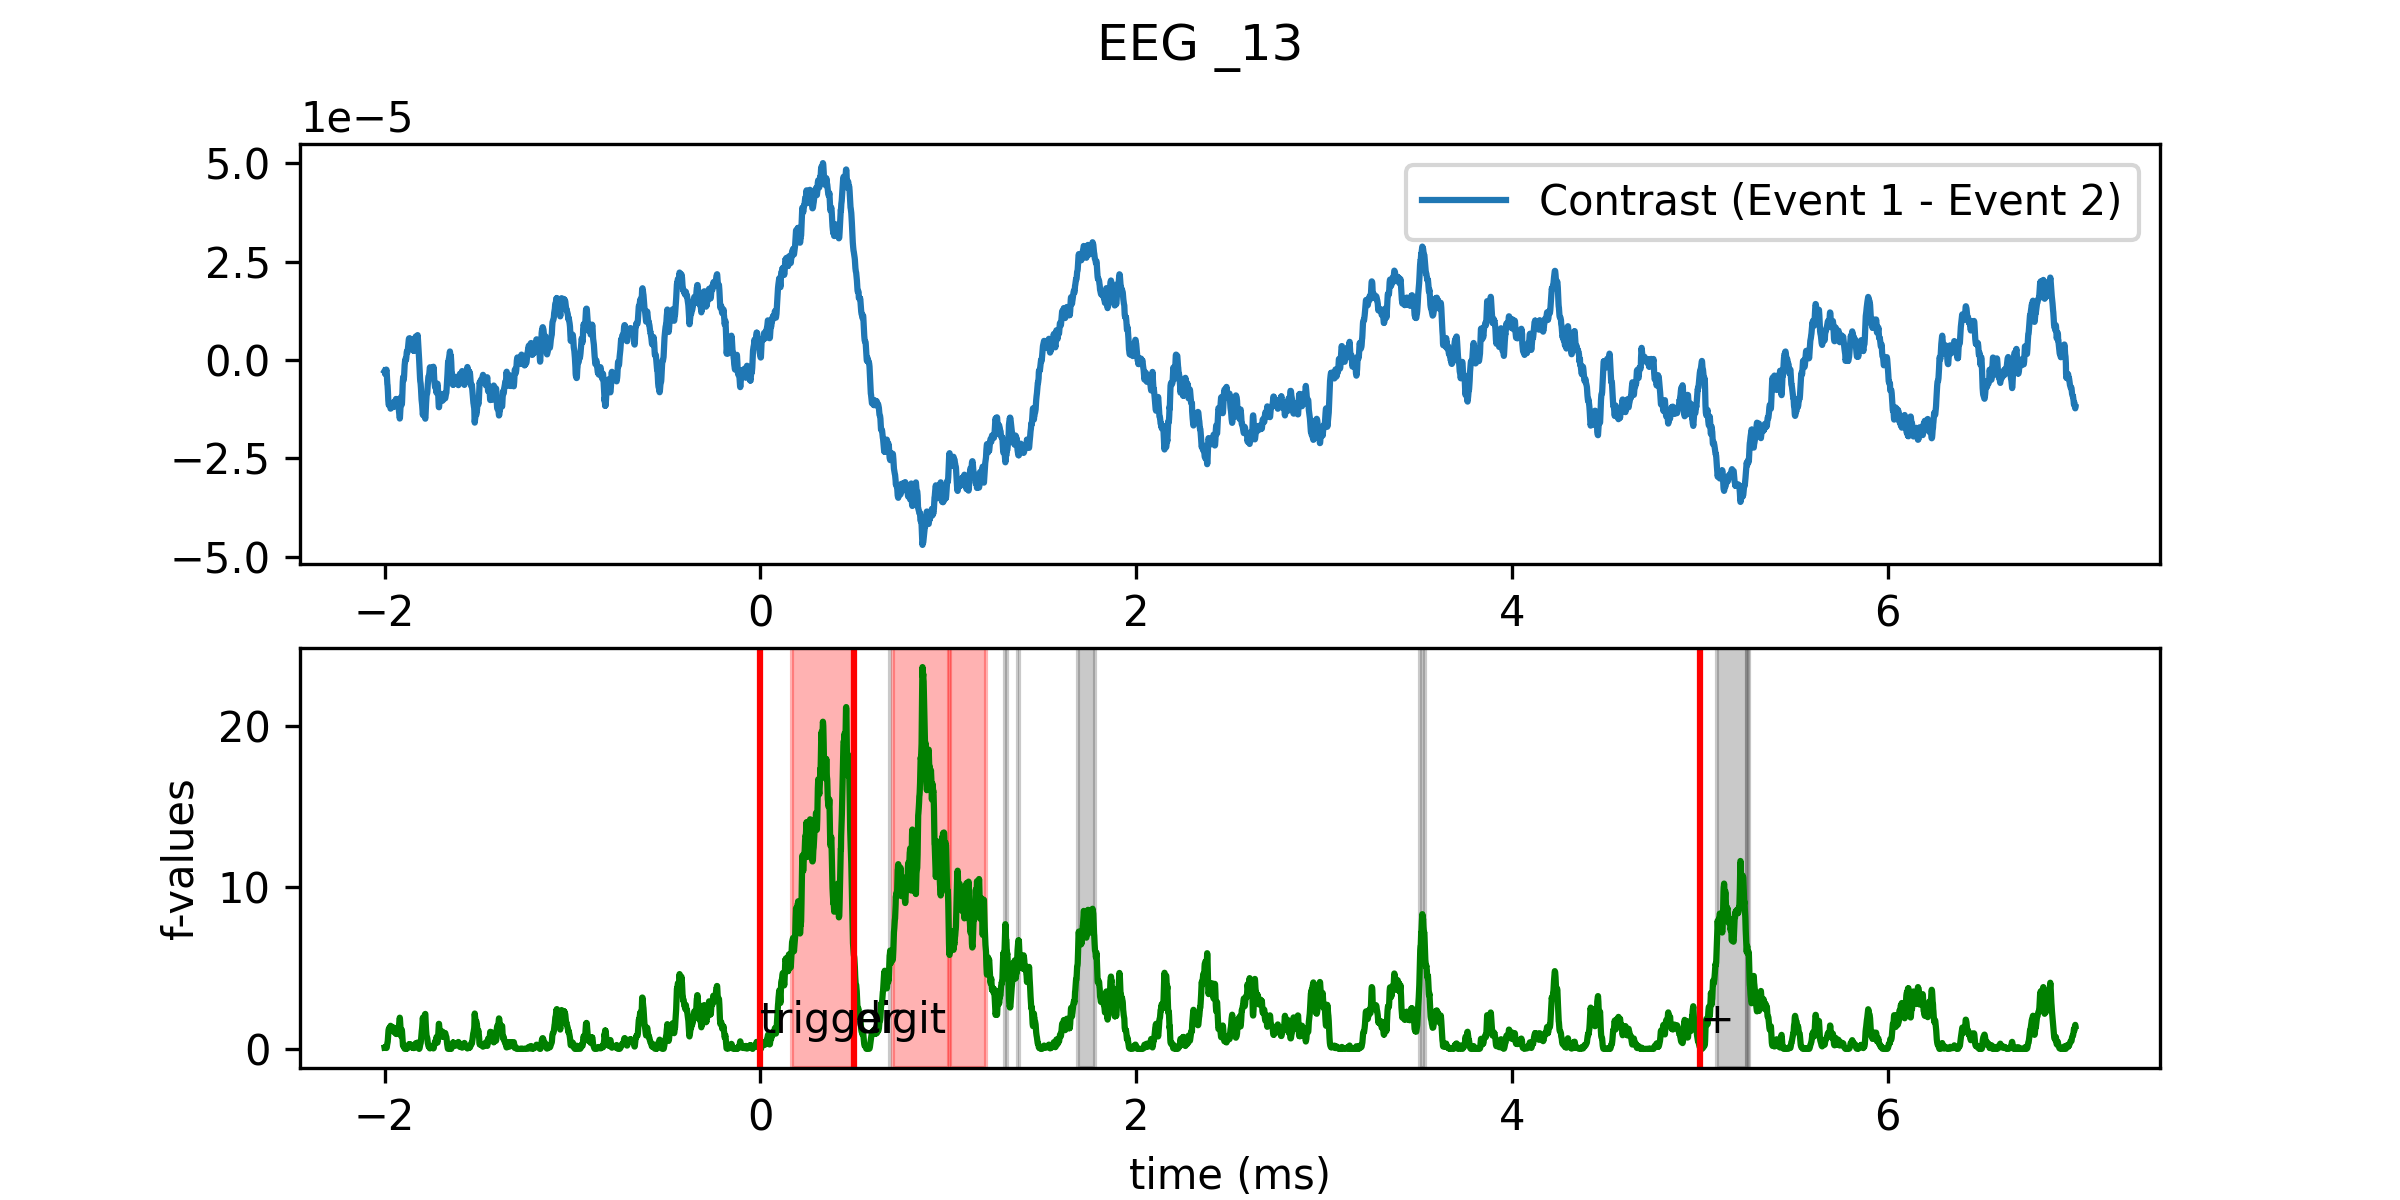 EEG _13
1e−5
5.0
2.5
0.0
−2.5
−5.0
Contrast (Event 1 - Event 2)
−2 0 2 4 6
f-values
20
10
0
trigger
digit
+
−2 0 2 4 6
time (ms)